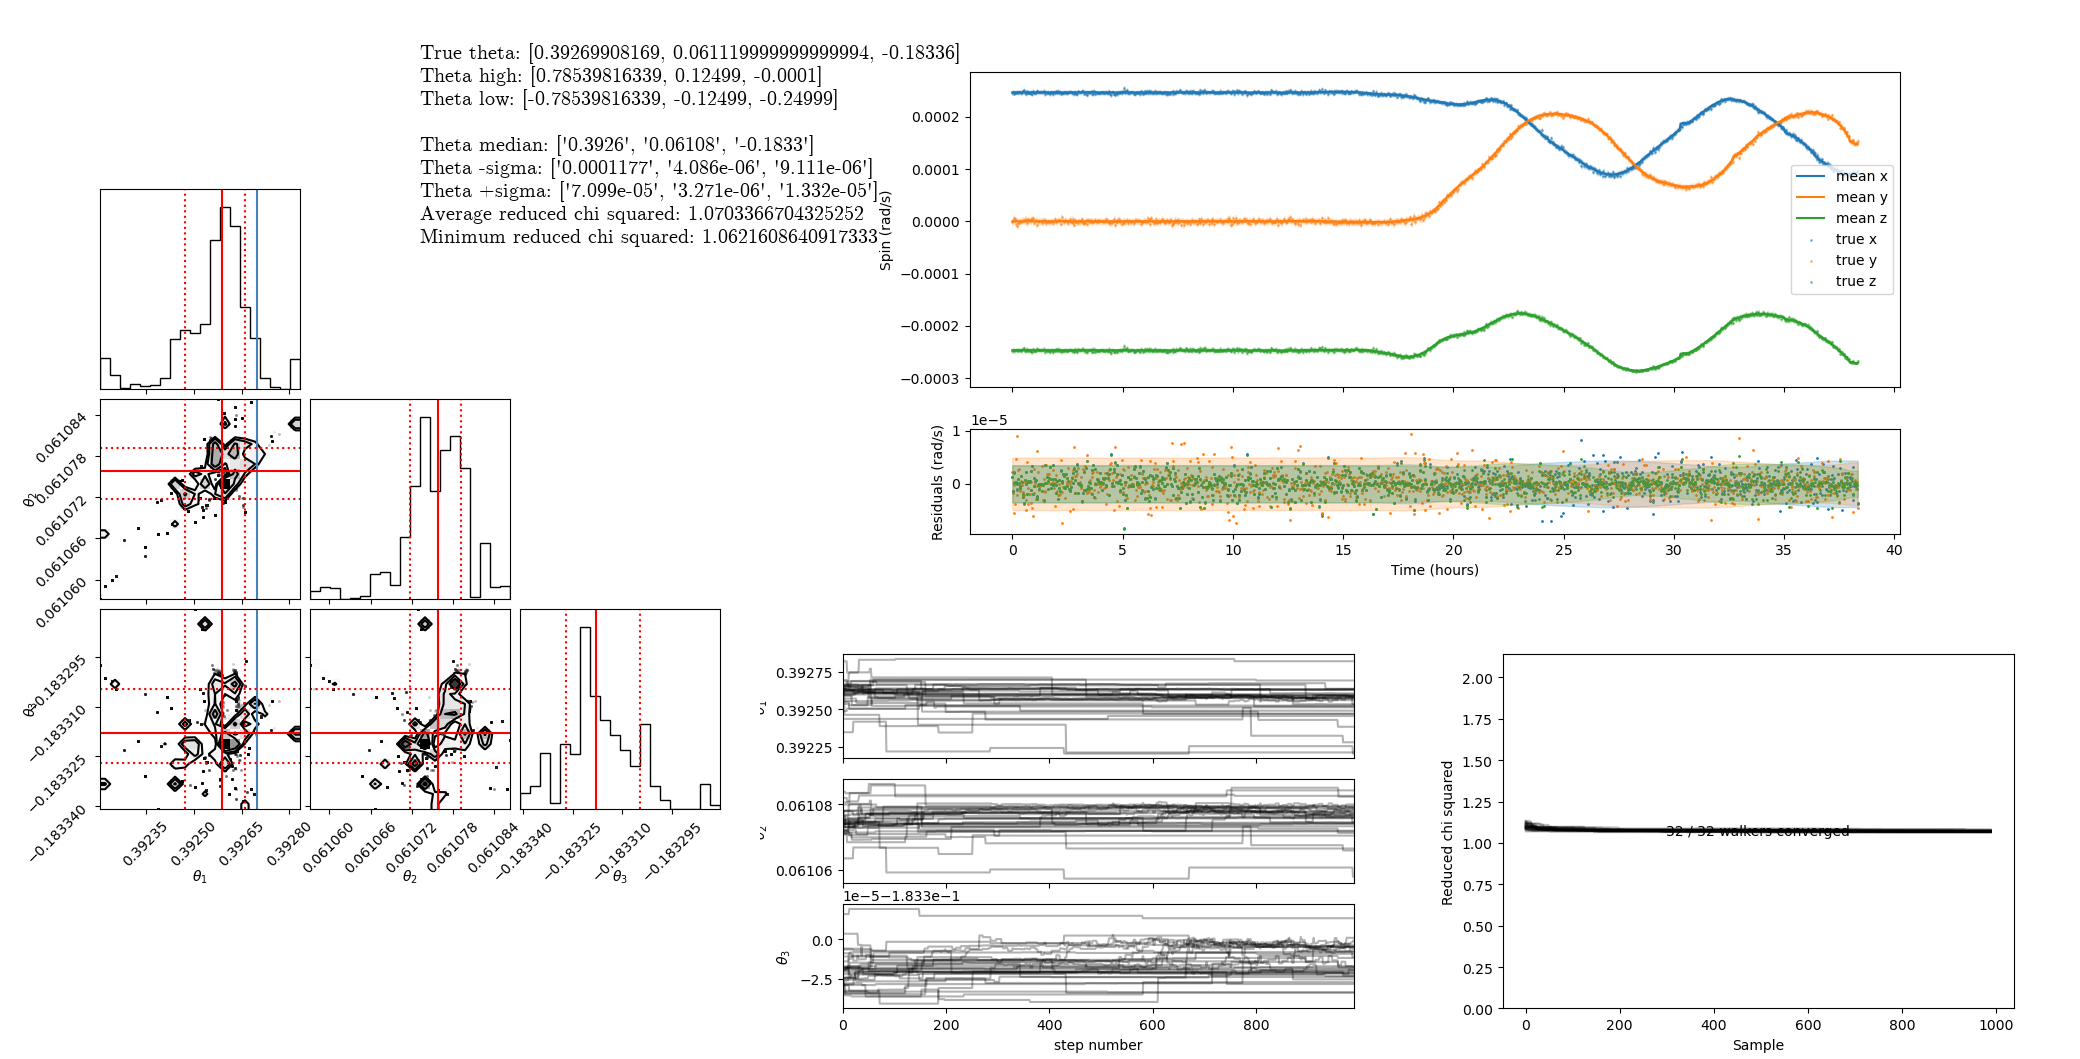 True theta: [0.39269908169, 0.061119999999999994, -0.18336]
Theta high: [0.78539816339, 0.12499, -0.0001]
Theta low: [-0.78539816339, -0.12499, -0.24999]
Theta median: ['0.3926', '0.06108', '-0.1833']
Theta -sigma: ['0.0001177', '4.086e-06', '9.111e-06']
Theta +sigma: ['7.099e-05', '3.271e-06', '1.332e-05']
Average reduced chi squared: 1.0703366704325252
Minimum reduced chi squared: 1.0621608640917333
Spin (rad/s)
0.0002
0.0001
0.0000
−0.0001
−0.0002
−0.0003
mean x
mean y
mean z
true x
true y
true z
1e−5
Residuals (rad/s)
1
0
0
5
10
15
20
25
30
35
40
Time (hours)
θ2
0.061084
0.061078
0.061072
0.061066
0.061060
θ3
−0.183295
−0.183310
−0.183325
−0.183340
0.39235
0.39250
0.39265
0.39280
θ1
0.061060
0.061066
0.061072
0.061078
0.061084
θ2
−0.183340
−0.183325
−0.183310
−0.183295
θ3
0.39275
0.39250
0.39225
0.06108
0.06106
1e−5−1.833e−1
θ3
0.0
−2.5
0
200
400
600
800
step number
Reduced chi squared
2.00
1.75
1.50
1.25
1.00
0.75
0.50
0.25
0.00
32 / 32 walkers converged
0
200
400
600
800
1000
Sample